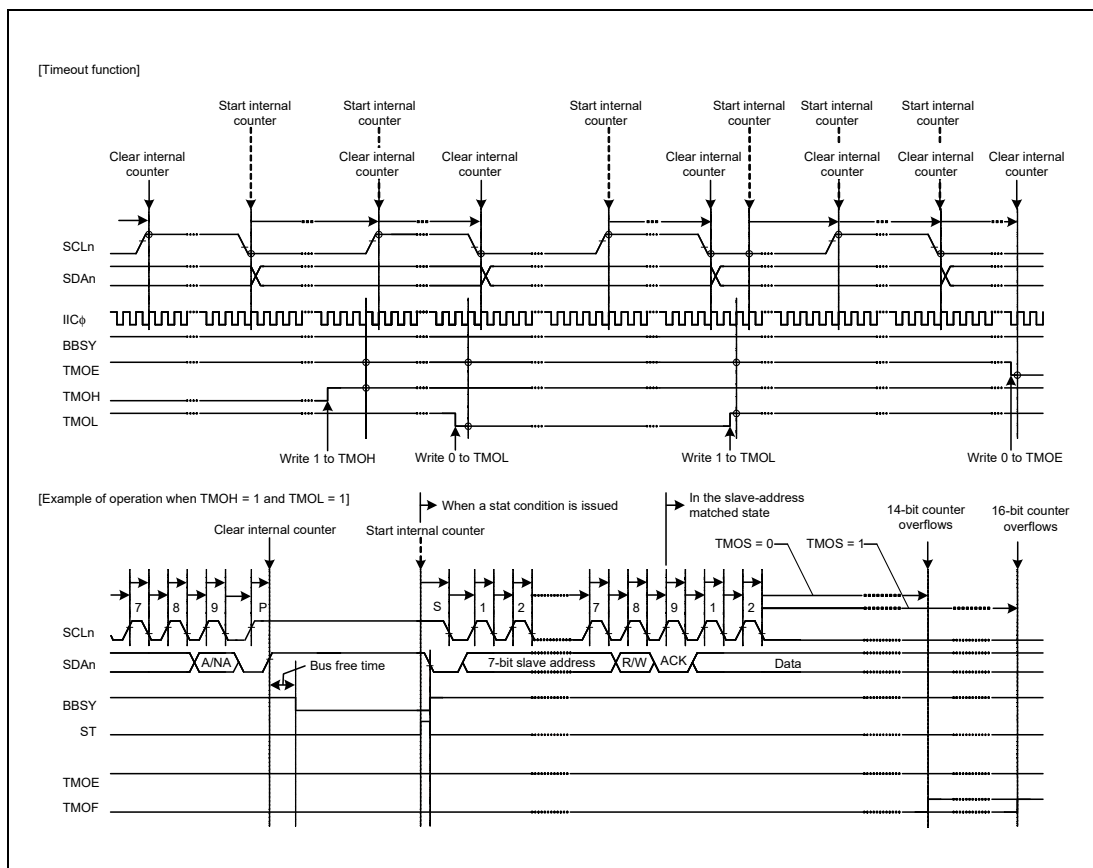 [Timeout function]
Start internal counter
Start internal counter
Start internal counter
Start internal counter
Start internal counter
Start internal counter
Clear internal counter
Clear internal counter
Clear internal counter
Clear internal counter
Clear internal counter
Clear internal counter
Clear internal counter
SCLn
SDAn
IICϕ
BBSY
TMOE
TMOH
TMOL
Write 1 to TMOH
Write 0 to TMOL
Write 1 to TMOL
Write 0 to TMOE
[Example of operation when TMOH = 1 and TMOL = 1]
When a stat condition is issued
In the slave-address
matched state
Clear internal counter
Start internal counter
14-bit counter
overflows
16-bit counter
overflows
TMOS = 0
TMOS = 1
7 8 9 P S 1 2 7 8 9 1 2
SCLn
SDAn
A/NA
Bus free time
7-bit slave address
R/W
ACK
Data
BBSY
ST
TMOE
TMOF